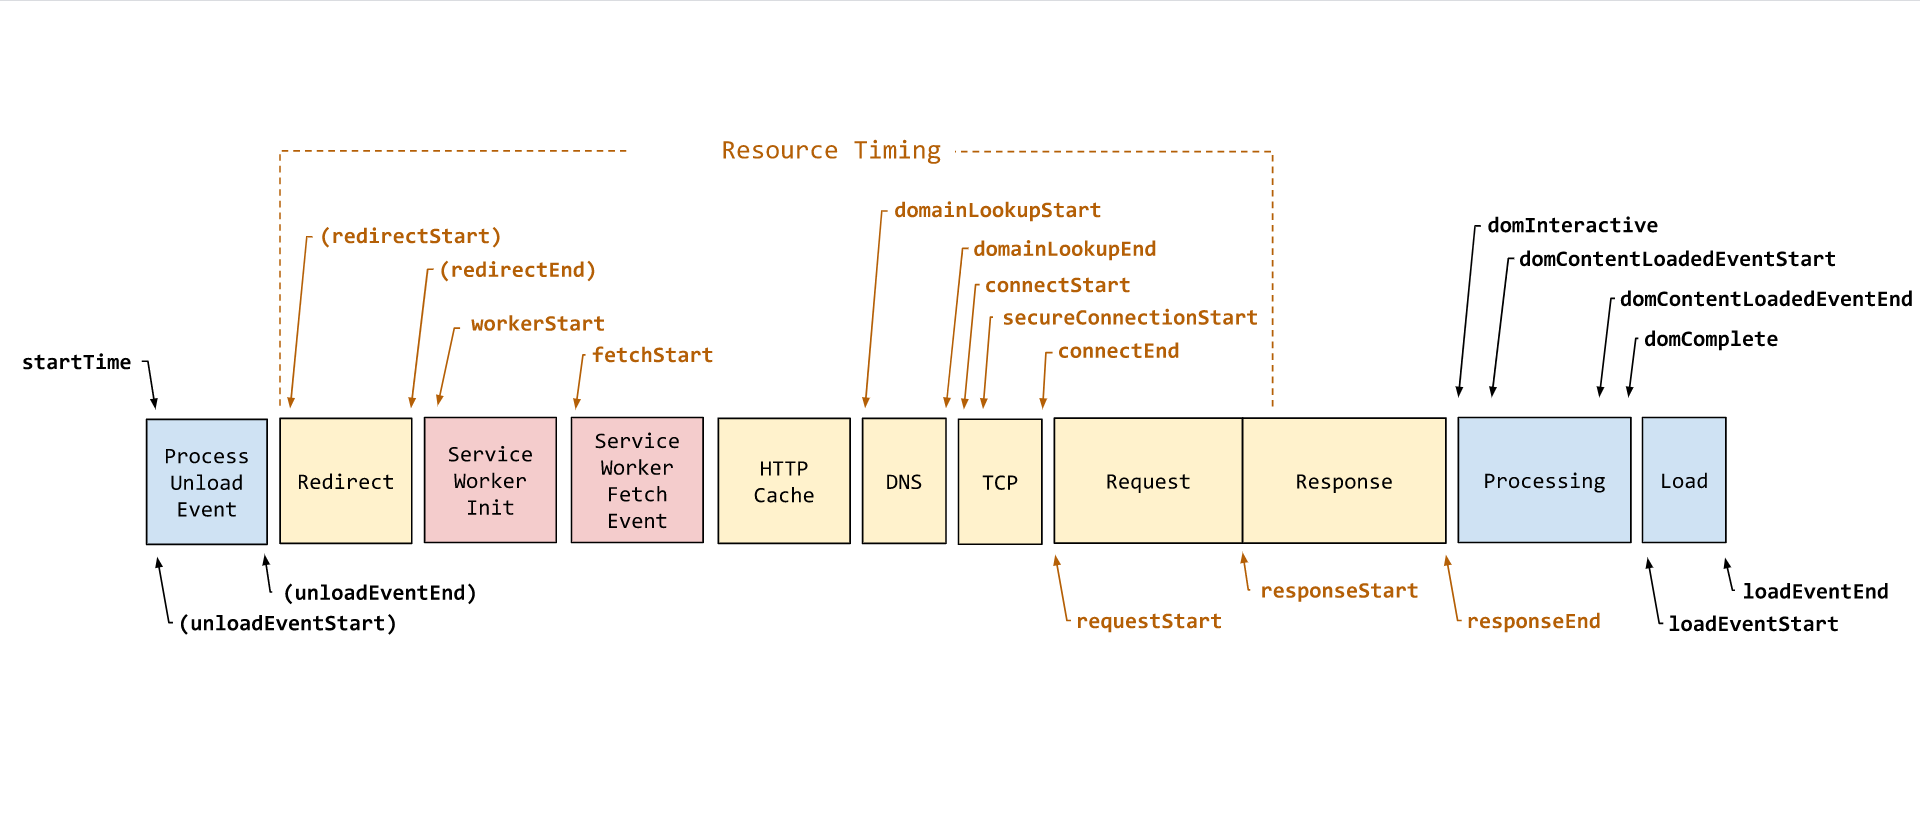 Resource Timing
domainLookupStart
(redirectStart)
domInteractive
domainLookupEnd
(redirectEnd)
domContentLoadedEventStart
connectStart
domContentLoadedEventEnd
secureConnectionStart
workerStart
domComplete
connectEnd
fetchStart
startTime
Process
Unload
Event
Redirect
Service
Worker
Init
Service
Worker
Fetch
Event
HTTP
Cache
DNS
TCP
Request
Response
Processing
Load
(unloadEventEnd)
responseStart
loadEventEnd
(unloadEventStart)
requestStart
responseEnd
loadEventStart